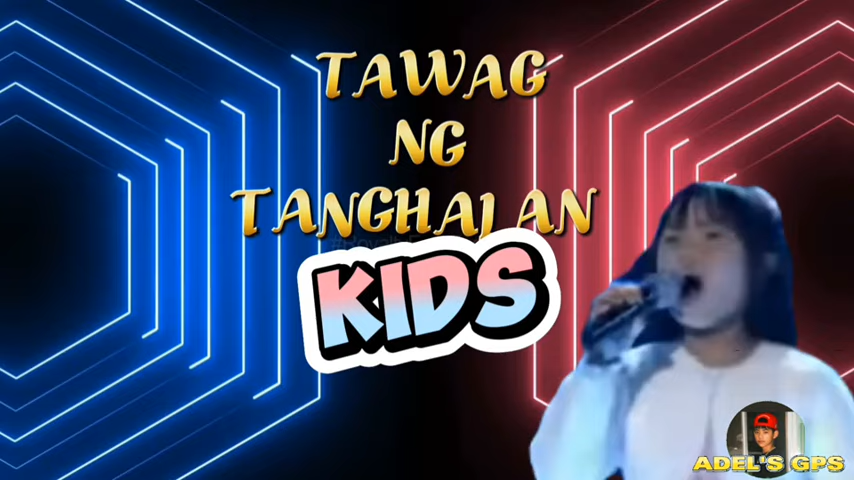 TAWAG
NG
TANGHALAN
KIDS
ADEL'S GPS